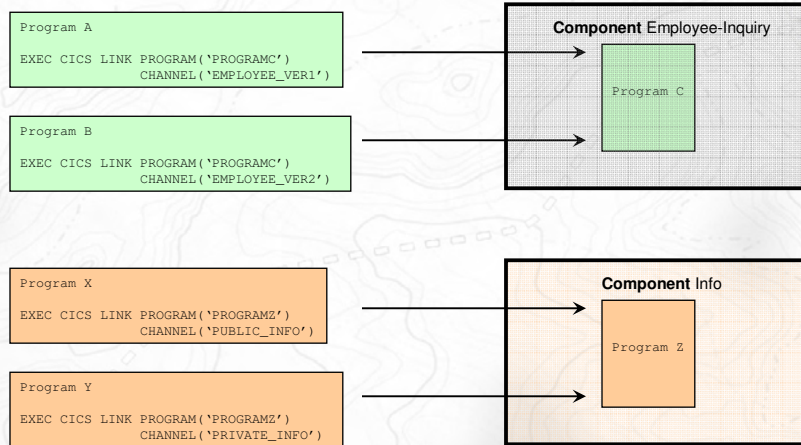 Program A
EXEC CICS LINK PROGRAM(‘PROGRAMC’)
CHANNEL(‘EMPLOYEE_VER1’)
Component Employee-Inquiry
Program C
Program B
EXEC CICS LINK PROGRAM(‘PROGRAMC’)
CHANNEL(‘EMPLOYEE_VER2’)
Program X
EXEC CICS LINK PROGRAM(‘PROGRAMZ’)
CHANNEL(‘PUBLIC_INFO’)
Component Info
Program Z
Program Y
EXEC CICS LINK PROGRAM(‘PROGRAMZ’)
CHANNEL(‘PRIVATE_INFO’)